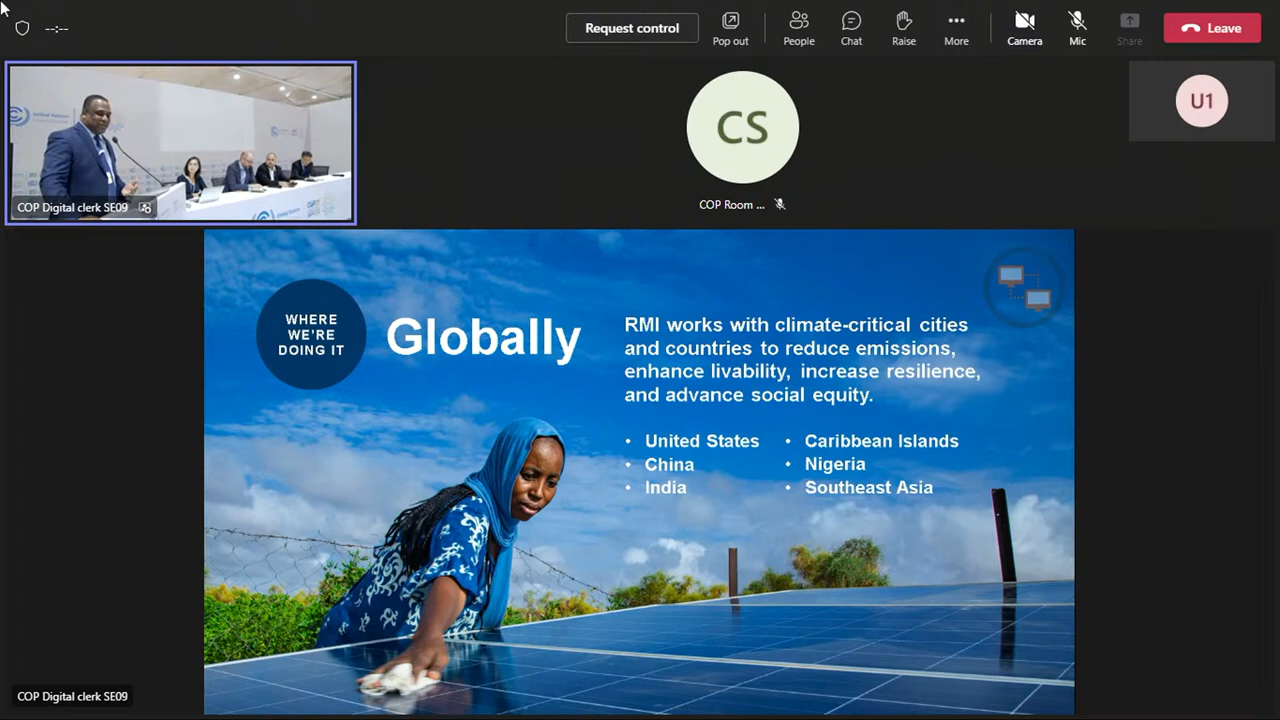 --:--
Request control
Pop out
People
Chat
Raise
More
Camera
Mic
Share
Leave
COP Digital clerk SE09
CS
COP Room ...
U1
WHERE
WE'RE
DOING IT
Globally
RMI works with climate-critical cities
and countries to reduce emissions,
enhance livability, increase resilience,
and advance social equity.
• United States
• China
• India
• Caribbean Islands
• Nigeria
• Southeast Asia
COP Digital clerk SE09